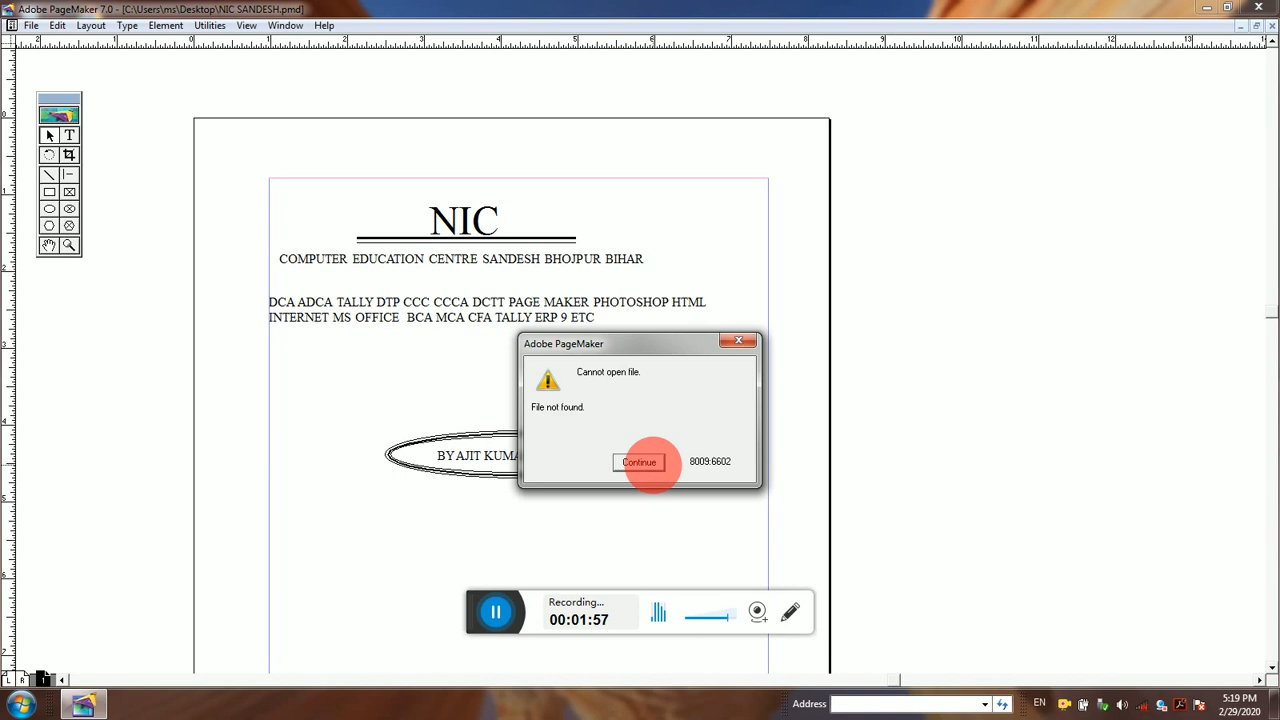 Adobe PageMaker 7.0 - [C:\Users\ms\Desktop\NIC SANDESH.pmd]
File Edit Layout Type Element Utilities View Window Help
NIC
COMPUTER EDUCATION CENTRE SANDESH BHOJPUR BIHAR
DCA ADCA TALLY DTP CCC CCCA DCTT PAGE MAKER PHOTOSHOP HTML
INTERNET MS OFFICE BCA MCA CFA TALLY ERP 9 ETC
Adobe PageMaker
Cannot open file.
File not found.
BY AJIT KUMA
Continue 8009:6602
Recording...
00:01:57
L R 1
Address
EN
5:19 PM
2/29/2020